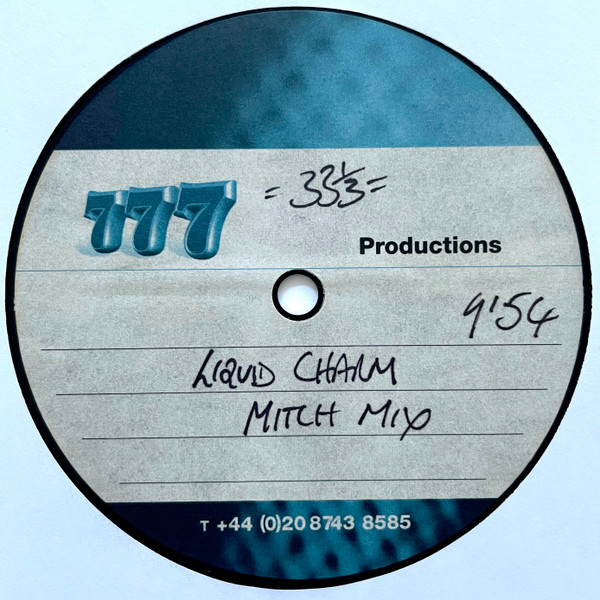 777
= 33⅓ =
Productions
9'54
LIQUID CHARM
MITCH MIX
T +44 (0)20 8743 8585